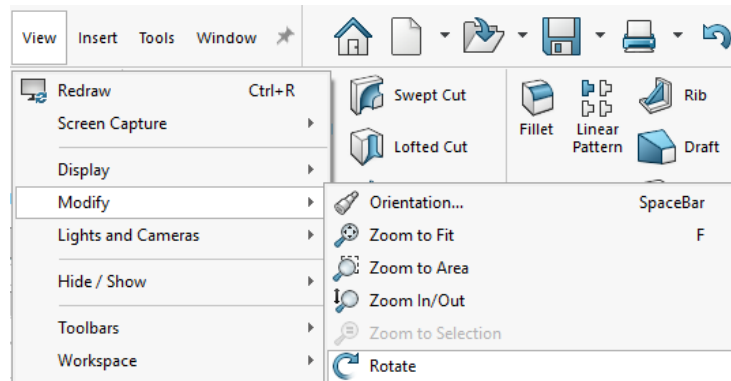 View Insert Tools Window
Redraw Ctrl+R
Screen Capture
Display
Modify
Lights and Cameras
Hide / Show
Toolbars
Workspace
Swept Cut
Lofted Cut
Fillet
Linear
Pattern
Rib
Draft
Orientation... SpaceBar
Zoom to Fit F
Zoom to Area
Zoom In/Out
Zoom to Selection
Rotate